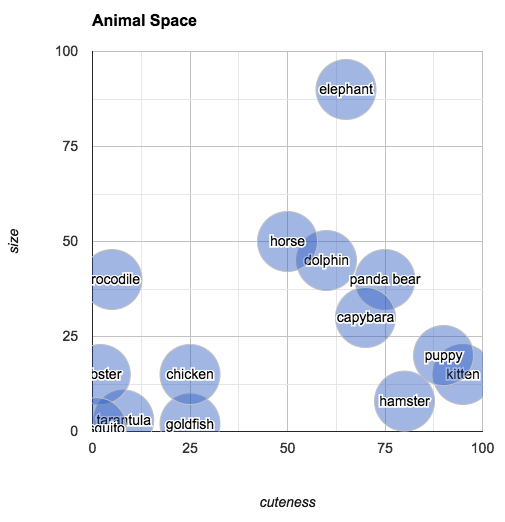 Animal Space
100
elephant
75
size
50
horse
dolphin
rocodile
panda bear
capybara
25
puppy
bster
chicken
kitten
hamster
tarantula
squito
goldfish
0
0
25
50
75
100
cuteness